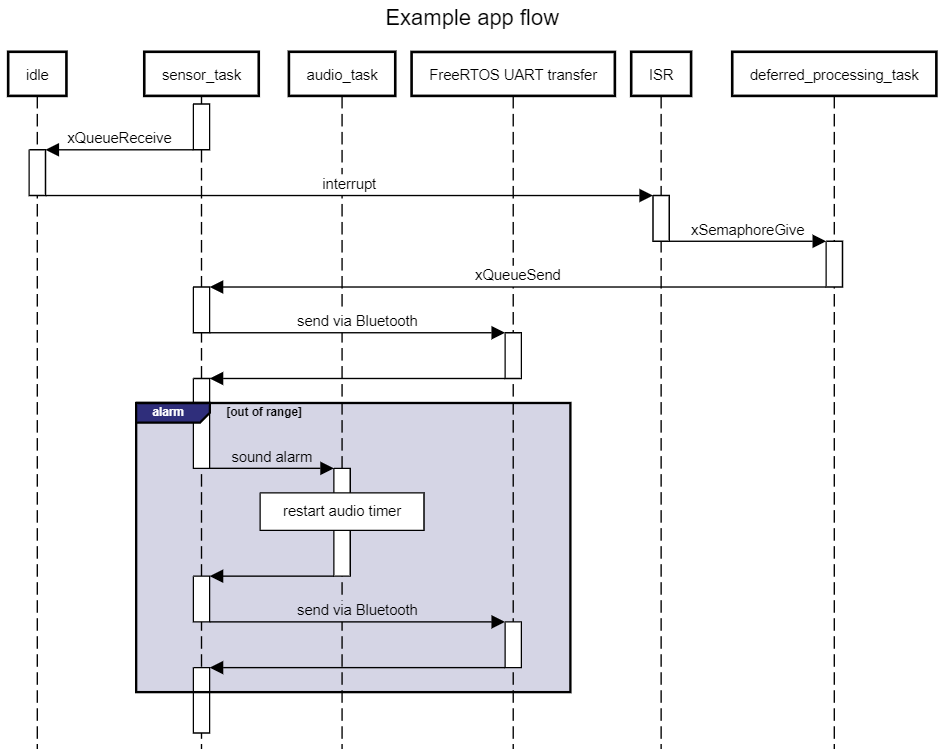 Example app flow
idle
sensor_task
audio_task
FreeRTOS UART transfer
ISR
deferred_processing_task
xQueueReceive
interrupt
xSemaphoreGive
xQueueSend
send via Bluetooth
alarm
[out of range]
sound alarm
restart audio timer
send via Bluetooth